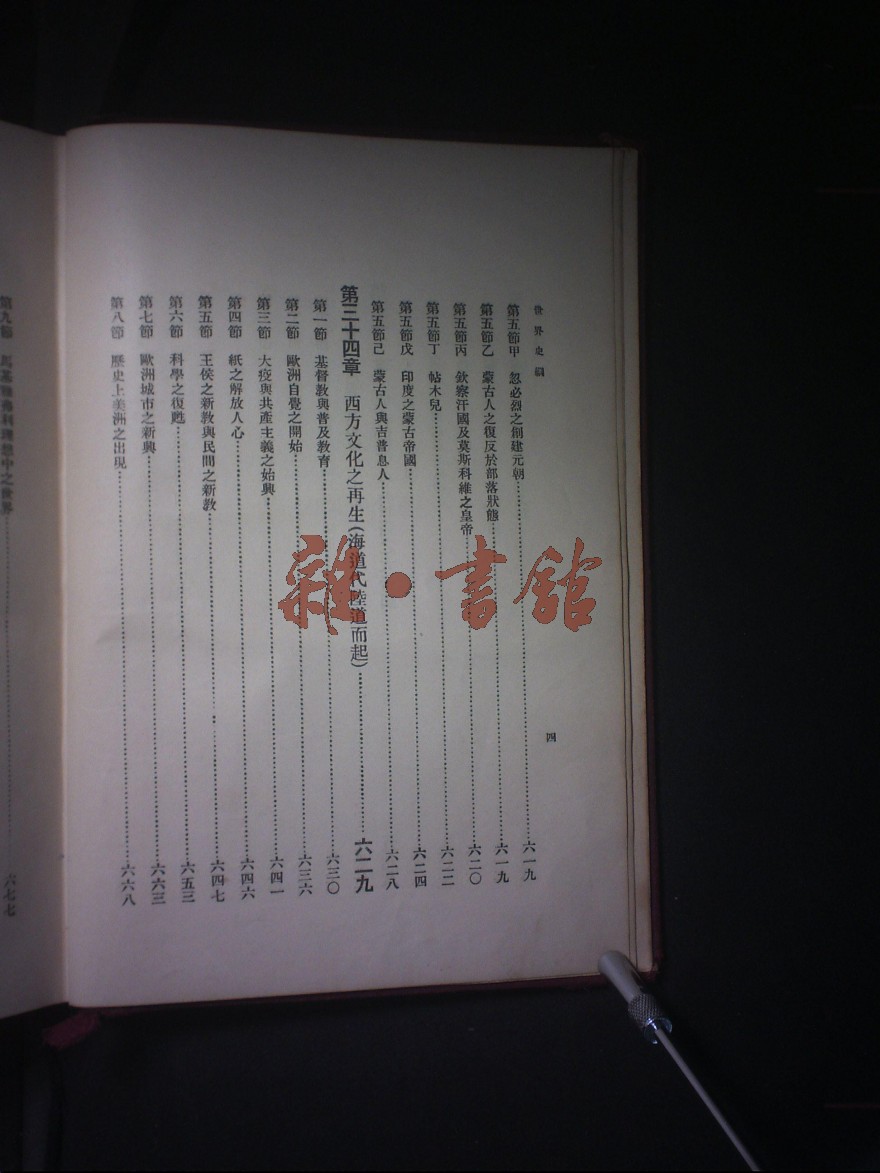 世界史綱
四
第五節甲 忽必烈之創建元朝……六一九
第五節乙 蒙古人之復反於部落狀態……六一九
第五節丙 欽察汗國及莫斯科維之皇帝……六二〇
第五節丁 帖木兒……六二二
第五節戊 印度之蒙古帝國……六二四
第五節己 蒙古人與吉普息人……六二八
第三十四章 西方文化之再生(海道代陸道而起)……六二九
第一節 基督教與普及教育……六三〇
第二節 歐洲自覺之開始……六三六
第三節 大疫與共產主義之始興……六四一
第四節 紙之解放人心……六四六
第五節 王侯之新教與民間之新教……六四七
第六節 科學之復甦……六五三
第七節 歐洲城市之新興……六六三
第八節 歷史上美洲之出現……六六八
第九節 馬基雅弗利理想中之世界……六七七
雜·書館